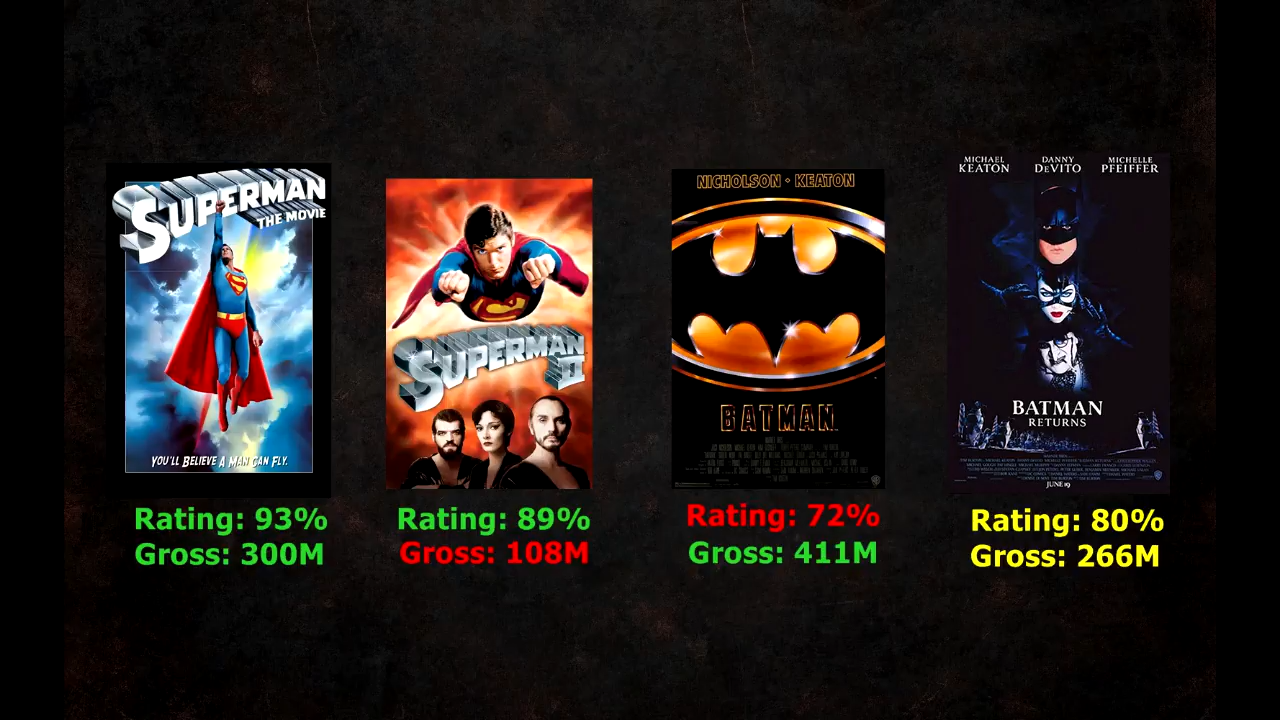 SUPERMAN
THE MOVIE
YOU'LL BELIEVE A MAN CAN FLY.
Rating: 93%
Gross: 300M
SUPERMAN
II
Rating: 89%
Gross: 108M
NICHOLSON · KEATON
BATMAN
Rating: 72%
Gross: 411M
MICHAEL KEATON DANNY DEVITO MICHELLE PFEIFFER
BATMAN
RETURNS
JUNE 19
Rating: 80%
Gross: 266M